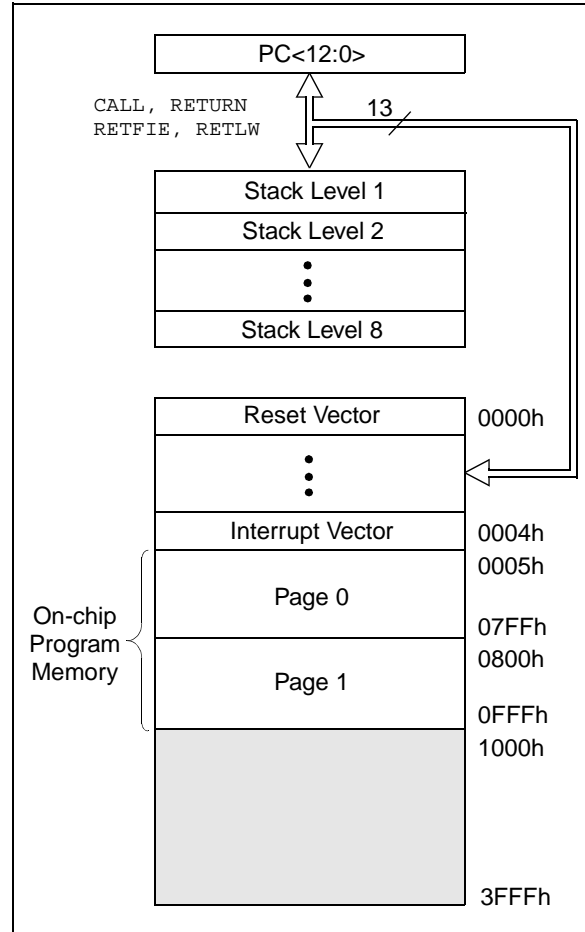 PC<12:0>
CALL, RETURN
RETFIE, RETLW
13
Stack Level 1
Stack Level 2
Stack Level 8
Reset Vector
0000h
Interrupt Vector
0004h
0005h
On-chip
Program
Memory
Page 0
07FFh
0800h
Page 1
0FFFh
1000h
3FFFh